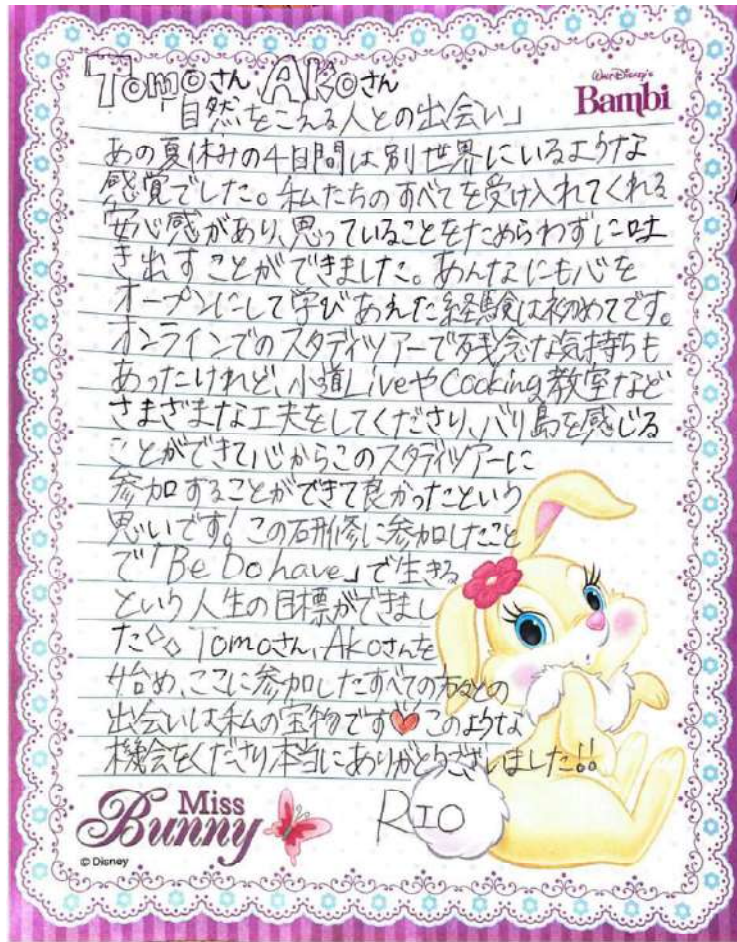 Tomoさん Akoさん
Walt Disney's
Bambi
「自然をこえる人との出会い」
あの夏休みの4日間は別世界にいるような
感覚でした。私たちのすべてを受け入れてくれる
安心感があり、思っていることをためらわずに吐
き出すことができました。あんなにも心を
オープンにして学びあえた経験は初めてです。
オンラインでのスタディツアーで残念な気持ちも
あったけれど、小道LiveやCooking教室など
さまざまな工夫をしてくださり、バリ島を感じる
ことができて心からこのスタディツアーに
参加することができて良かったという
思いです!この研修に参加したこと
で「Be Do have」で生きる
という人生の目標ができまし
た◇◇ Tomoさん、Akoさんを
始め、ここに参加したすべての方々との
出会いは私の宝物です♥このような
機会をくださり本当にありがとうございました!!
RIO
Miss
Bunny
© Disney